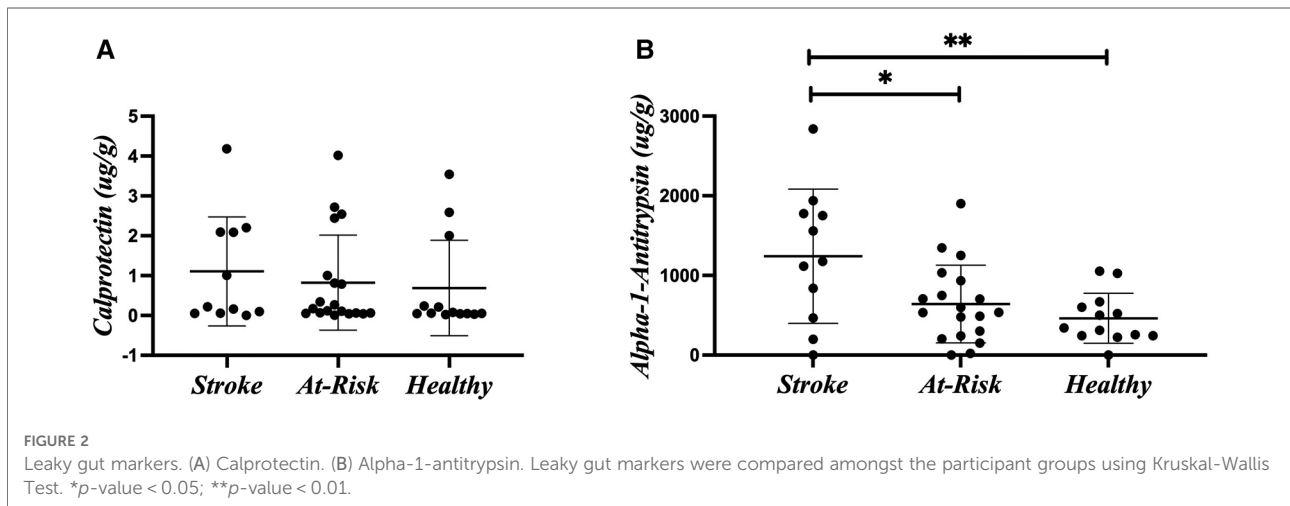 A
B
**
*
Calprotectin (ug/g)
5
4
3
2
1
0
-1
Stroke At-Risk Healthy
Alpha-1-Antitrypsin (ug/g)
3000
2000
1000
0
Stroke At-Risk Healthy
FIGURE 2
Leaky gut markers. (A) Calprotectin. (B) Alpha-1-antitrypsin. Leaky gut markers were compared amongst the participant groups using Kruskal-Wallis
Test. *p-value < 0.05; **p-value < 0.01.